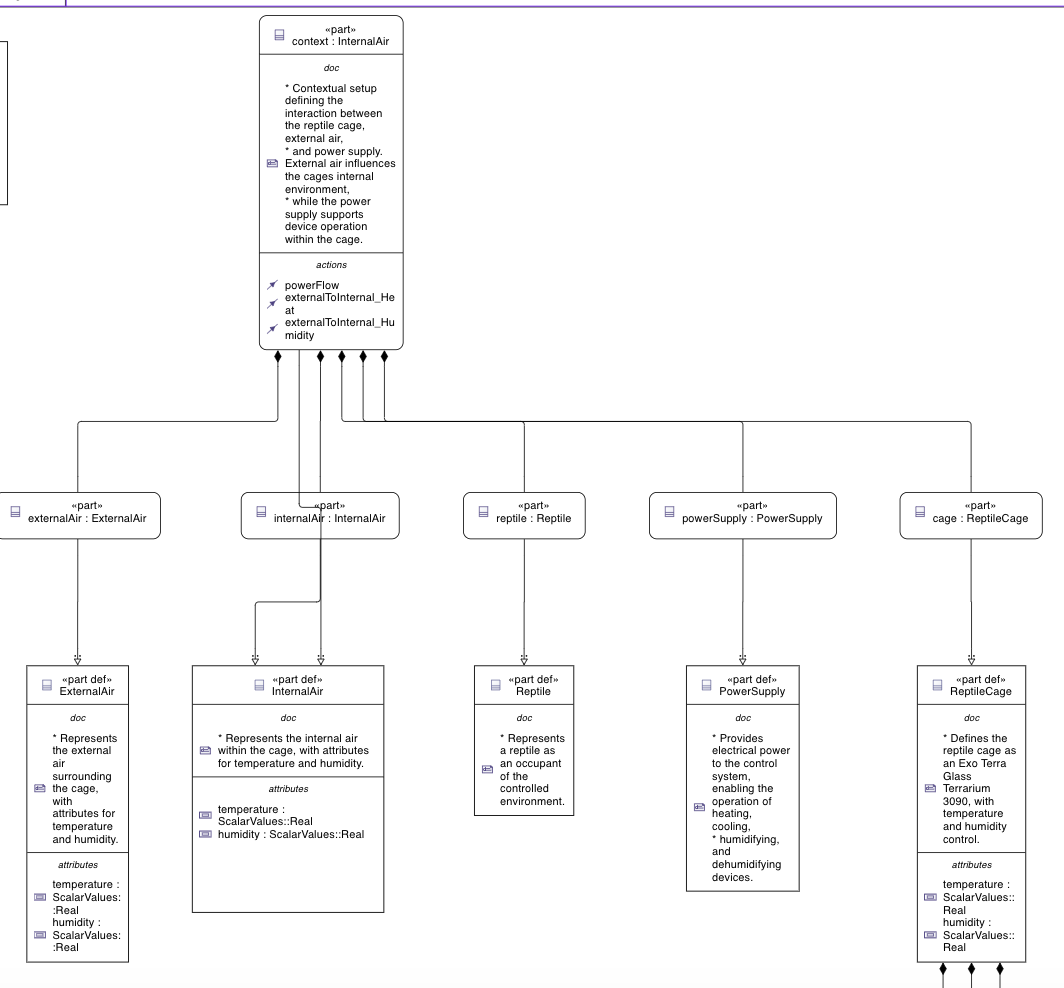 «part»
context : InternalAir
doc
* Contextual setup
defining the
interaction between
the reptile cage,
external air,
* and power supply.
External air influences
the cages internal
environment,
* while the power
supply supports
device operation
within the cage.
actions
powerFlow
externalToInternal_He
at
externalToInternal_Hu
midity
«part»
externalAir : ExternalAir
«part»
internalAir : InternalAir
«part»
reptile : Reptile
«part»
powerSupply : PowerSupply
«part»
cage : ReptileCage
«part def»
ExternalAir
doc
* Represents
the external
air
surrounding
the cage,
with
attributes for
temperature
and humidity.
attributes
temperature :
ScalarValues:
:Real
humidity :
ScalarValues:
:Real
«part def»
InternalAir
doc
* Represents the internal air
within the cage, with attributes
for temperature and humidity.
attributes
temperature :
ScalarValues::Real
humidity : ScalarValues::Real
«part def»
Reptile
doc
* Represents
a reptile as
an occupant
of the
controlled
environment.
«part def»
PowerSupply
doc
* Provides
electrical power
to the control
system,
enabling the
operation of
heating,
cooling,
* humidifying,
and
dehumidifying
devices.
«part def»
ReptileCage
doc
* Defines the
reptile cage as
an Exo Terra
Glass
Terrarium
3090, with
temperature
and humidity
control.
attributes
temperature :
ScalarValues::
Real
humidity :
ScalarValues::
Real